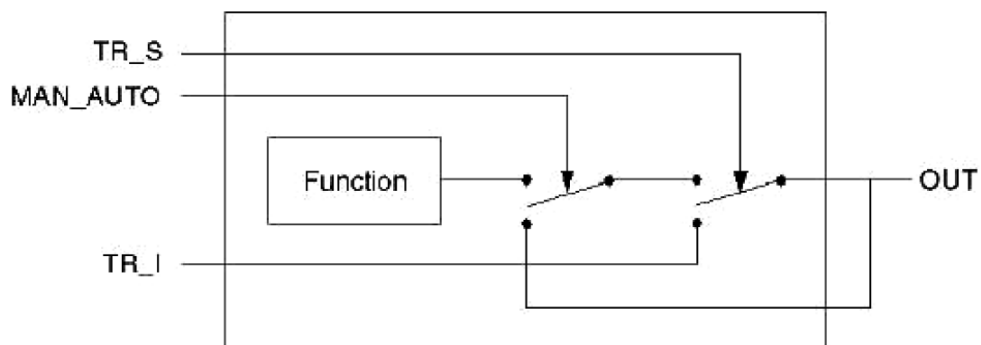 TR_S
MAN_AUTO
Function
OUT
TR_I